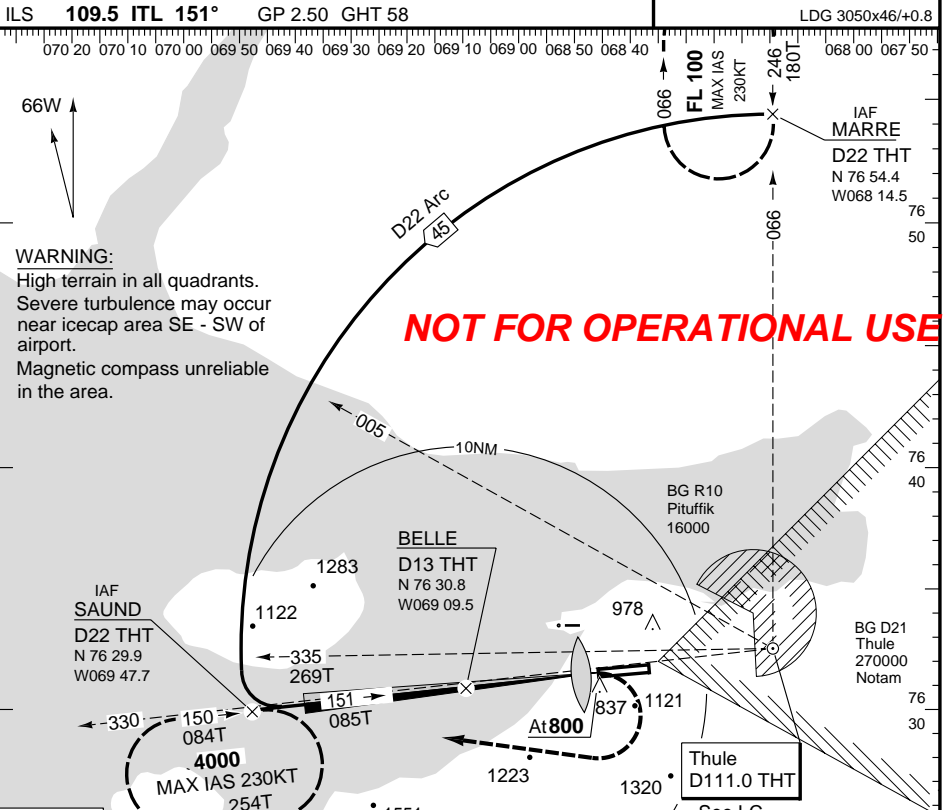 ILS 109.5 ITL 151° GP 2.50 GHT 58
LDG 3050x46/+0.8
070 20 070 10 070 00 069 50 069 40 069 30 069 20 069 10 069 00 068 50 068 40
068 00 067 50
66W
066
FL 100
MAX IAS
230KT
246
180T
IAF
MARRE
D22 THT
N 76 54.4
W068 14.5
D22 Arc
45
066
76
50
WARNING:
High terrain in all quadrants.
Severe turbulence may occur
near icecap area SE - SW of
airport.
Magnetic compass unreliable
in the area.
NOT FOR OPERATIONAL USE
005
10NM
76
40
BG R10
Pituffik
16000
BELLE
D13 THT
N 76 30.8
W069 09.5
1283
1122
978
IAF
SAUND
D22 THT
N 76 29.9
W069 47.7
BG D21
Thule
270000
Notam
335
269T
151
085T
330
150
084T
837
1121
At 800
76
30
4000
MAX IAS 230KT
254T
1223
1320
Thule
D111.0 THT